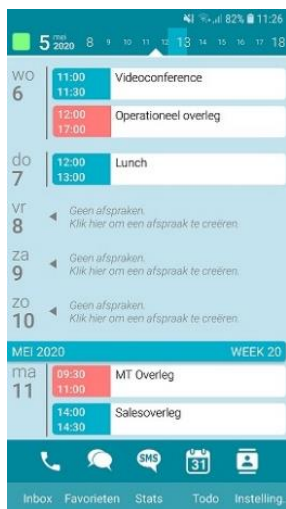 82% 11:26
5 mei 2020 8 9 10 11 12 13 14 15 16 17 18
WO 6
11:00 11:30 Videoconference
12:00 17:00 Operationeel overleg
do 7
12:00 13:00 Lunch
vr 8
Geen afspraken.
Klik hier om een afspraak te creëren.
za 9
Geen afspraken.
Klik hier om een afspraak te creëren.
zo 10
Geen afspraken.
Klik hier om een afspraak te creëren.
MEI 2020 WEEK 20
ma 11
09:30 11:00 MT Overleg
14:00 14:30 Salesoverleg
SMS 31
Inbox Favorieten Stats Todo Instelling